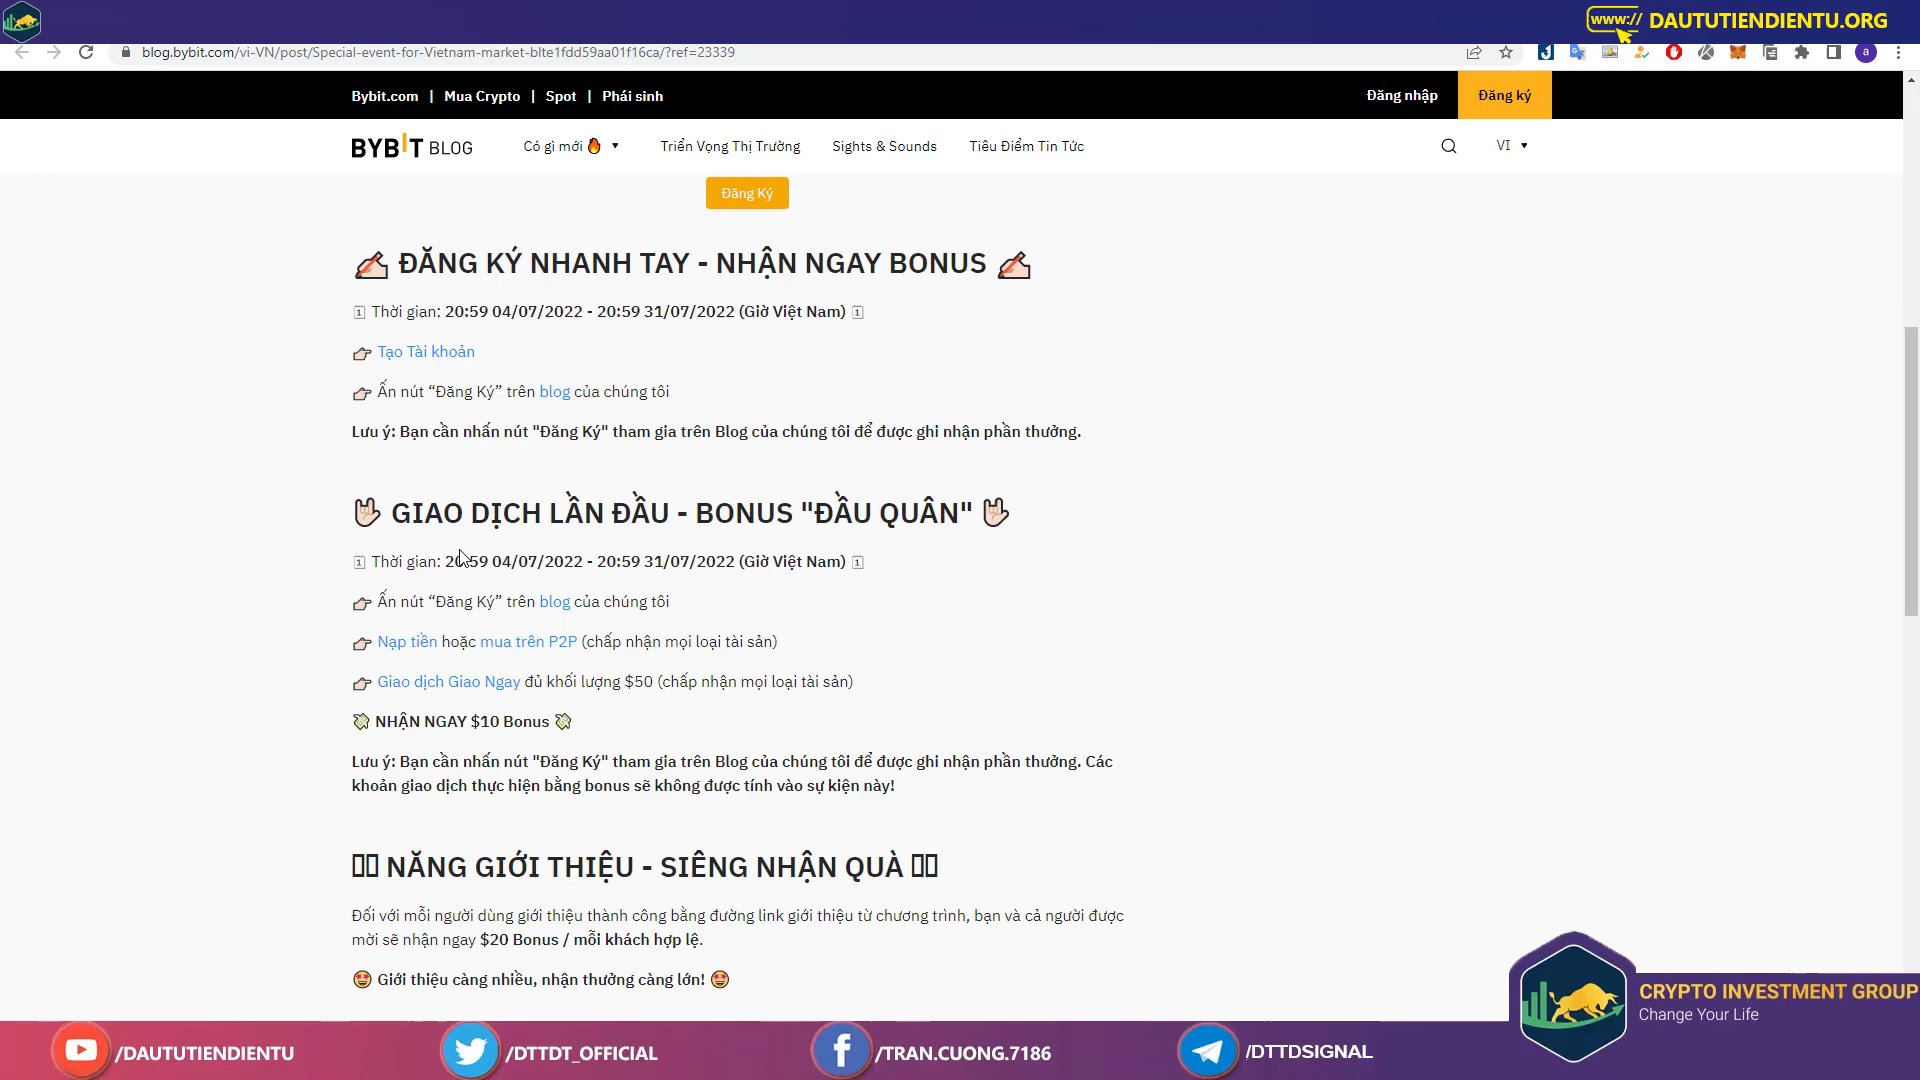 www:// DAUTUTIENDIENTU.ORG
blog.bybit.com/vi-VN/post/Special-event-for-Vietnam-market-blte1fdd59aa01f16ca/?ref=23339
Bybit.com | Mua Crypto | Spot | Phái sinh
Đăng nhập
Đăng ký
BYBIT BLOG
Có gì mới 🔥 ▼
Triển Vọng Thị Trường
Sights & Sounds
Tiêu Điểm Tin Tức
VI ▼
Đăng Ký
✍ ĐĂNG KÝ NHANH TAY - NHẬN NGAY BONUS ✍
🗓 Thời gian: 20:59 04/07/2022 - 20:59 31/07/2022 (Giờ Việt Nam) 🗓
👉 Tạo Tài khoản
👉 Ấn nút “Đăng Ký” trên blog của chúng tôi
Lưu ý: Bạn cần nhấn nút "Đăng Ký" tham gia trên Blog của chúng tôi để được ghi nhận phần thưởng.
🤟 GIAO DỊCH LẦN ĐẦU - BONUS "ĐẦU QUÂN" 🤟
🗓 Thời gian: 20:59 04/07/2022 - 20:59 31/07/2022 (Giờ Việt Nam) 🗓
👉 Ấn nút “Đăng Ký” trên blog của chúng tôi
👉 Nạp tiền hoặc mua trên P2P (chấp nhận mọi loại tài sản)
👉 Giao dịch Giao Ngay đủ khối lượng $50 (chấp nhận mọi loại tài sản)
💸 NHẬN NGAY $10 Bonus 💸
Lưu ý: Bạn cần nhấn nút "Đăng Ký" tham gia trên Blog của chúng tôi để được ghi nhận phần thưởng. Các
khoản giao dịch thực hiện bằng bonus sẽ không được tính vào sự kiện này!
NĂNG GIỚI THIỆU - SIÊNG NHẬN QUÀ
Đối với mỗi người dùng giới thiệu thành công bằng đường link giới thiệu từ chương trình, bạn và cả người được
mời sẽ nhận ngay $20 Bonus / mỗi khách hợp lệ.
🤩 Giới thiệu càng nhiều, nhận thưởng càng lớn! 🤩
CRYPTO INVESTMENT GROUP
Change Your Life
/DAUTUTIENDIENTU
/DTTDT_OFFICIAL
/TRAN.CUONG.7186
/DTTDSIGNAL